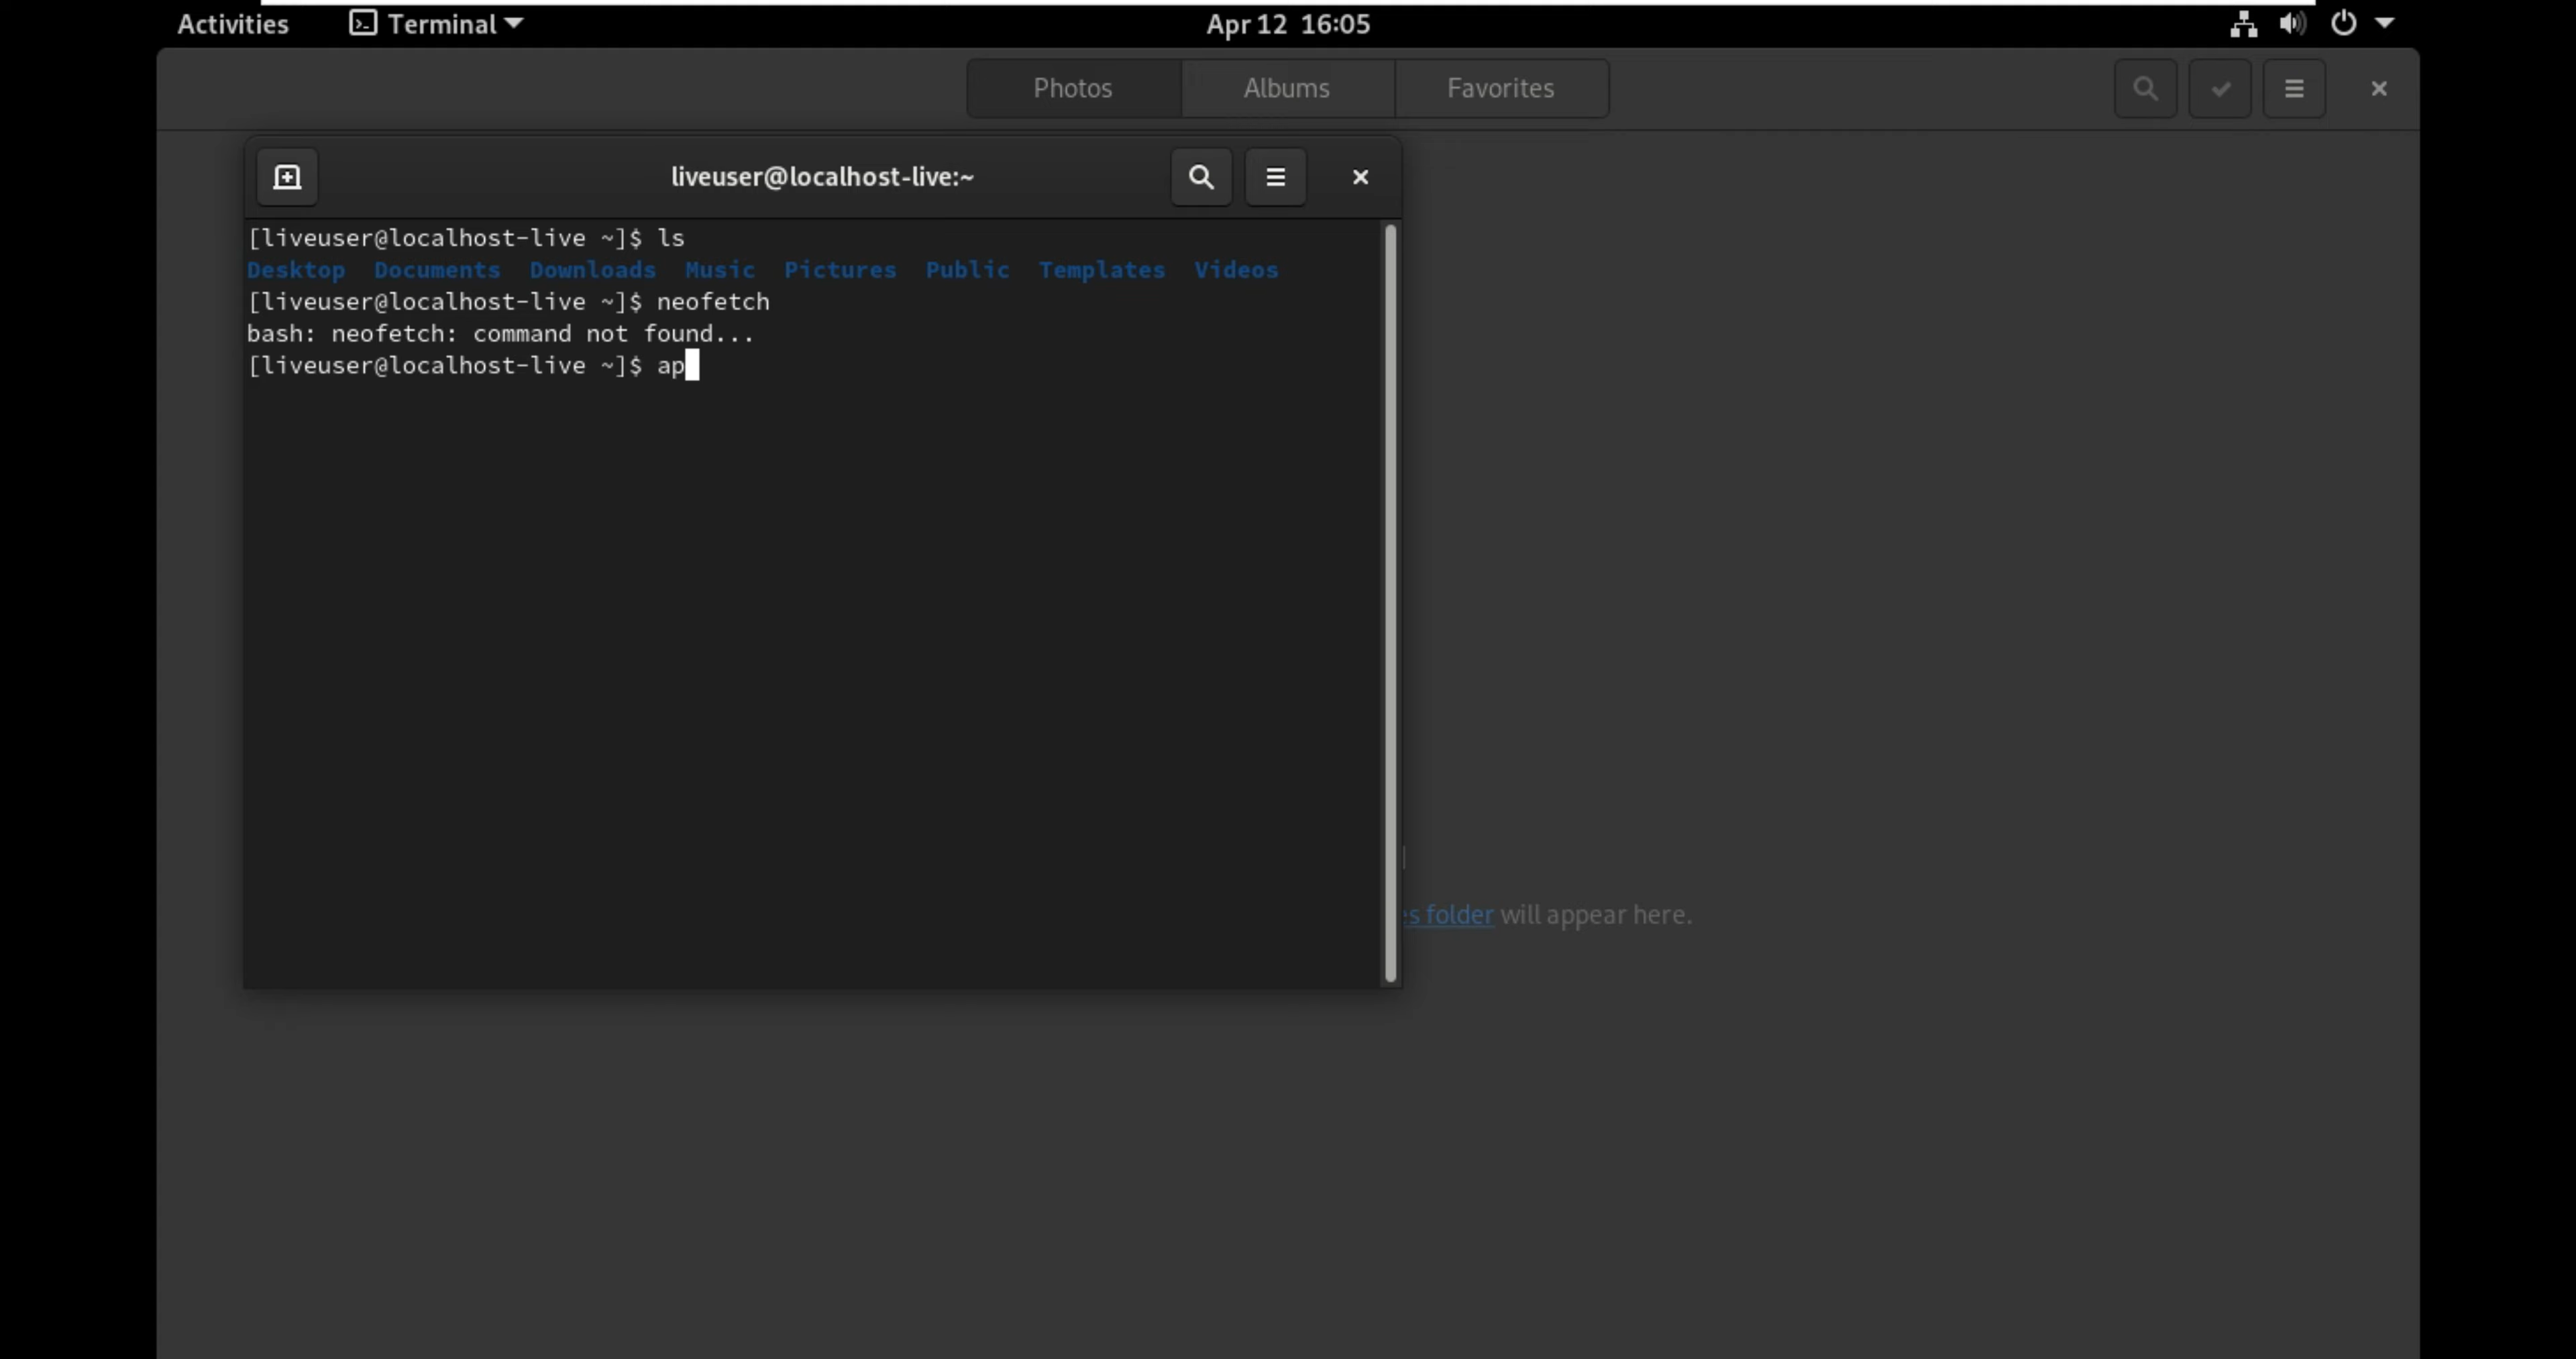 Activities Terminal Apr 12 16:05
Photos Albums Favorites
liveuser@localhost-live:~
[liveuser@localhost-live ~]$ ls
Desktop Documents Downloads Music Pictures Public Templates Videos
[liveuser@localhost-live ~]$ neofetch
bash: neofetch: command not found...
[liveuser@localhost-live ~]$ ap
es folder will appear here.